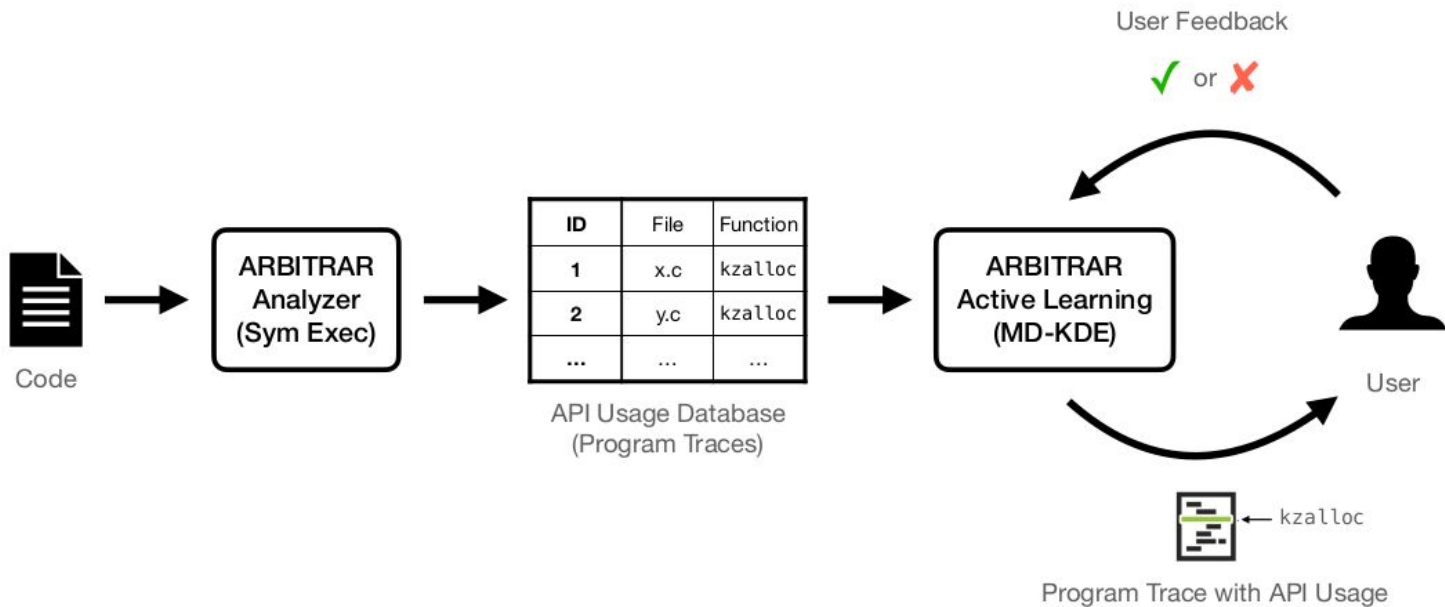 User Feedback
✓ or ✘
ID File Function
1 x.c kzalloc
2 y.c kzalloc
... ... ...
ARBITRAR
Analyzer
(Sym Exec)
ARBITRAR
Active Learning
(MD-KDE)
Code
API Usage Database
(Program Traces)
User
kzalloc
Program Trace with API Usage